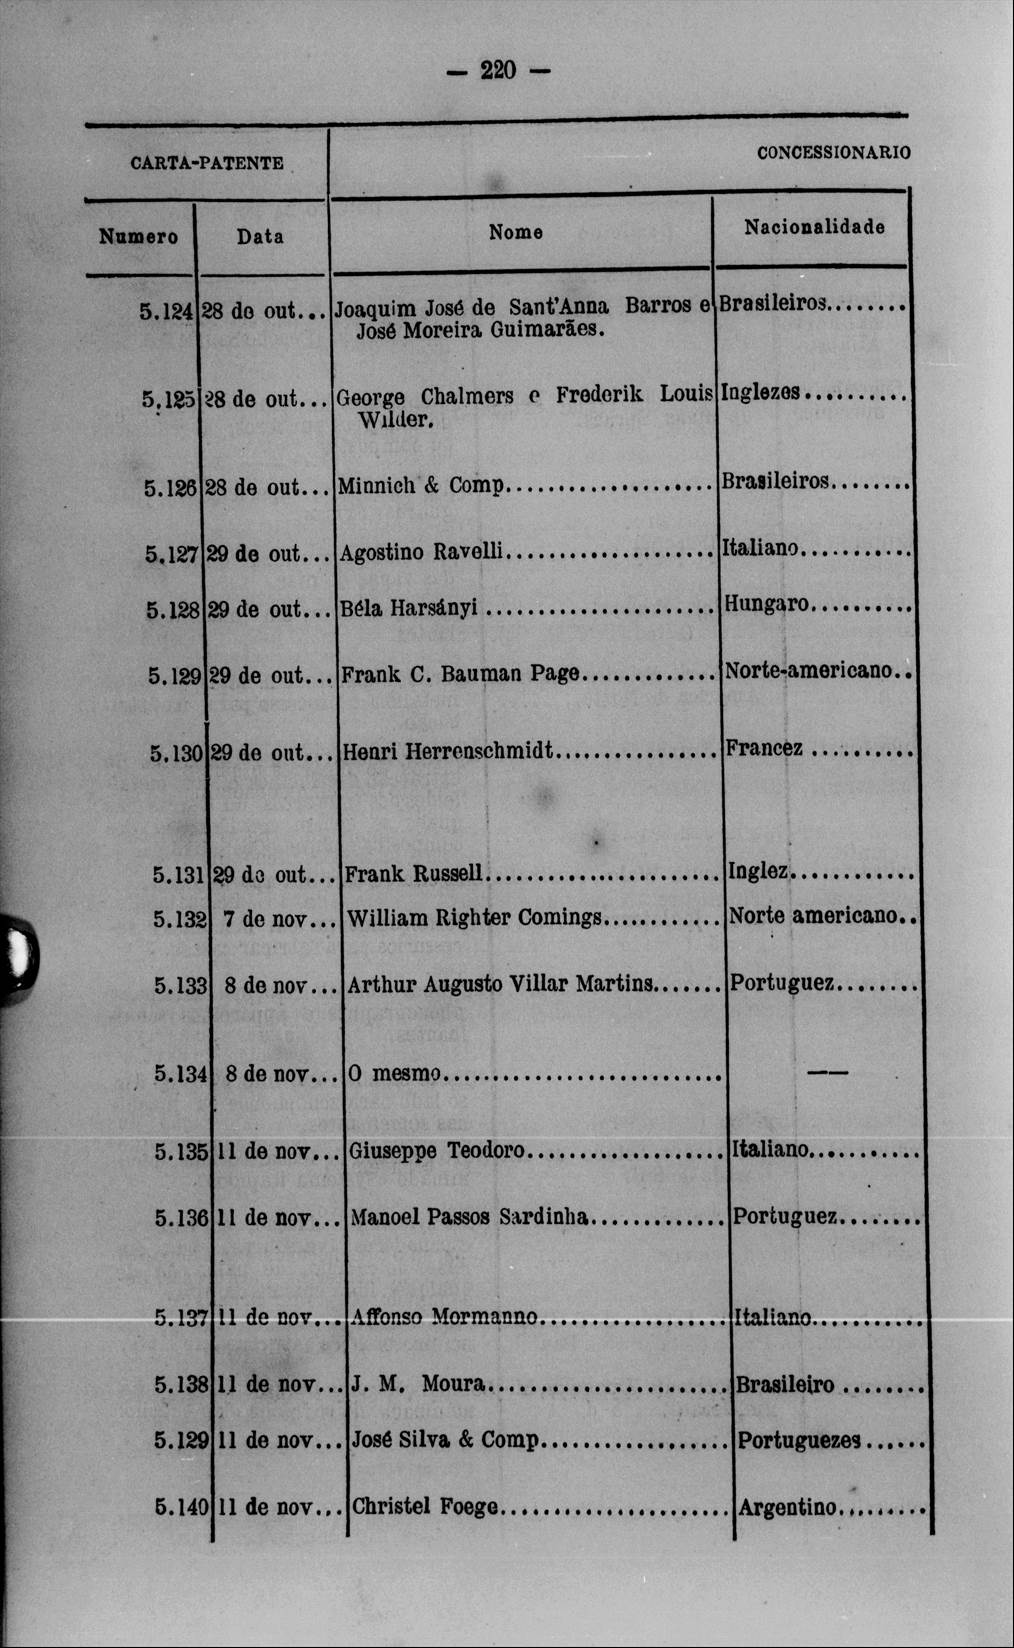 — 220 —
CARTA-PATENTE CONCESSIONARIO
Numero Data Nome Nacionalidade
5.124 28 de out... Joaquim José de Sant'Anna Barros e Brasileiros........
José Moreira Guimarães.
5.125 28 de out... George Chalmers e Frederik Louis Inglezes..........
Wilder.
5.126 28 de out... Minnich & Comp.................... Brasileiros........
5.127 29 de out... Agostino Ravelli.................... Italiano...........
5.128 29 de out... Béla Harsányi ...................... Hungaro..........
5.129 29 de out... Frank C. Bauman Page............. Norte-americano..
5.130 29 de out... Henri Herrenschmidt................ Francez ..........
5.131 29 de out... Frank Russell....................... Inglez............
5.132 7 de nov... William Righter Comings............ Norte americano..
5.133 8 de nov... Arthur Augusto Villar Martins....... Portuguez........
5.134 8 de nov... O mesmo........................... ——
5.135 11 de nov... Giuseppe Teodoro................... Italiano...........
5.136 11 de nov... Manoel Passos Sardinha............. Portuguez........
5.137 11 de nov... Affonso Mormanno.................. Italiano...........
5.138 11 de nov... J. M. Moura........................ Brasileiro ........
5.129 11 de nov... José Silva & Comp.................. Portuguezes......
5.140 11 de nov... Christel Foege...................... Argentino.........